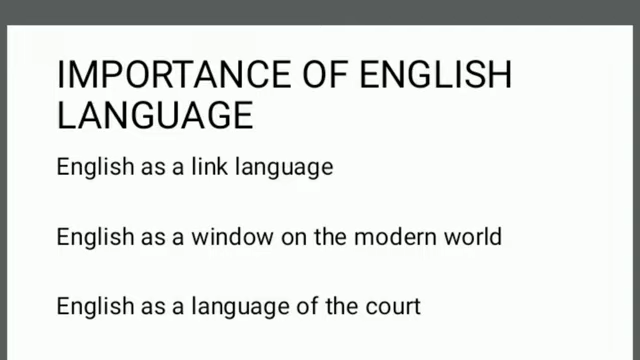 IMPORTANCE OF ENGLISH
LANGUAGE
English as a link language
English as a window on the modern world
English as a language of the court